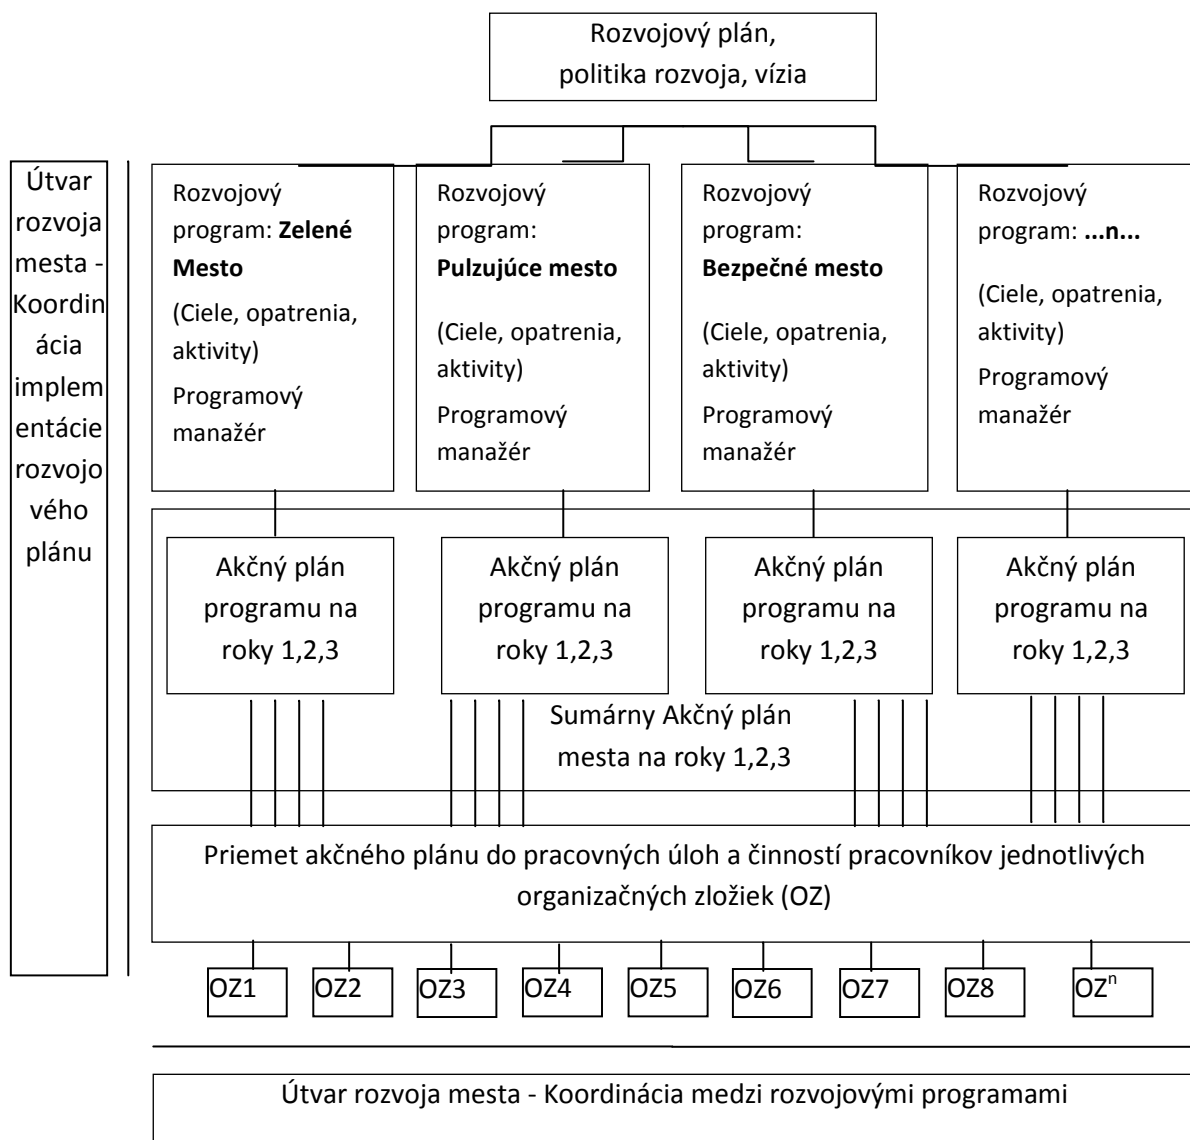 Rozvojový plán,
politika rozvoja, vízia
Útvar
rozvoja
mesta -
Koordin
ácia
implem
entácie
rozvojo
vého
plánu
Rozvojový
program: Zelené
Mesto
(Ciele, opatrenia,
aktivity)
Programový
manažér
Rozvojový
program:
Pulzujúce mesto
(Ciele, opatrenia,
aktivity)
Programový
manažér
Rozvojový
program:
Bezpečné mesto
(Ciele, opatrenia,
aktivity)
Programový
manažér
Rozvojový
program: ...n...
(Ciele, opatrenia,
aktivity)
Programový
manažér
Akčný plán
programu na
roky 1,2,3
Akčný plán
programu na
roky 1,2,3
Akčný plán
programu na
roky 1,2,3
Akčný plán
programu na
roky 1,2,3
Sumárny Akčný plán
mesta na roky 1,2,3
Priemet akčného plánu do pracovných úloh a činností pracovníkov jednotlivých
organizačných zložiek (OZ)
OZ1
OZ2
OZ3
OZ4
OZ5
OZ6
OZ7
OZ8
OZⁿ
Útvar rozvoja mesta - Koordinácia medzi rozvojovými programami